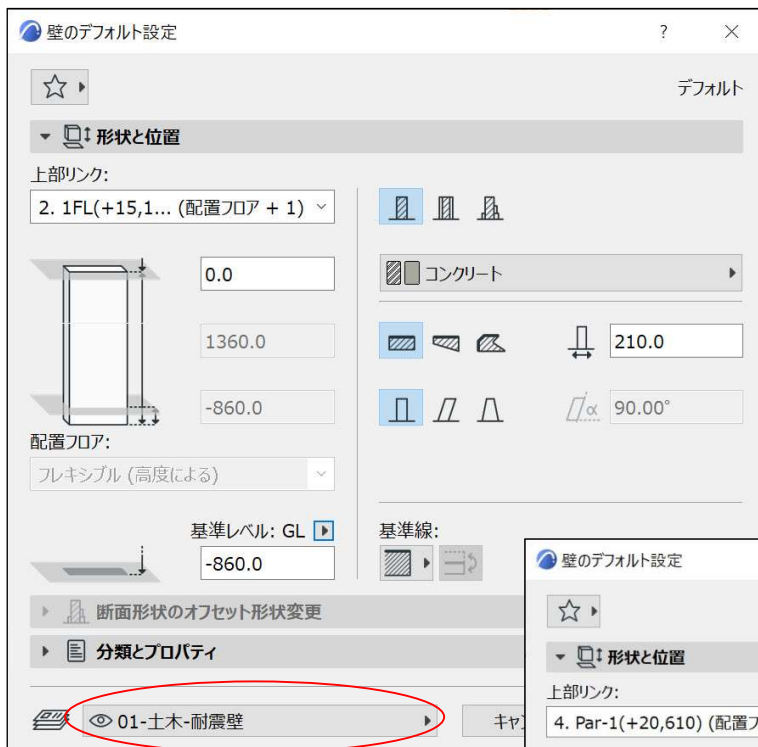 壁のデフォルト設定
? ×
デフォルト
形状と位置
上部リンク:
2. 1FL(+15,1... (配置フロア + 1)
0.0
1360.0
-860.0
配置フロア:
フレキシブル (高度による)
基準レベル: GL
-860.0
コンクリート
210.0
α 90.00°
基準線:
断面形状のオフセット形状変更
分類とプロパティ
01-土木-耐震壁
キャン
壁のデフォルト設定
形状と位置
上部リンク:
4. Par-1(+20,610) (配置フ